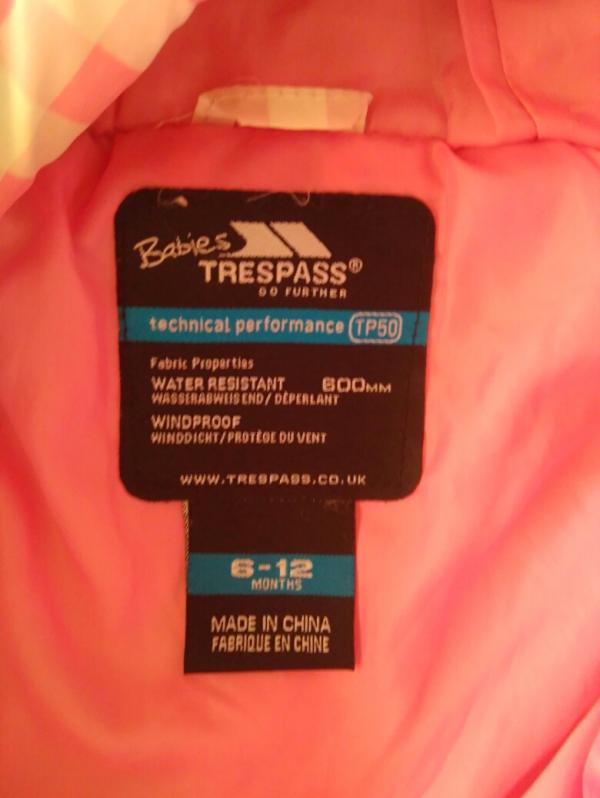 Babies
TRESPASS®
GO FURTHER
technical performance TP50
Fabric Properties
WATER RESISTANT 600MM
WASSERABWEISEND/DÉPERLANT
WINDPROOF
WINDDICHT/PROTÈGE DU VENT
WWW.TRESPASS.CO.UK
6-12
MONTHS
MADE IN CHINA
FABRIQUE EN CHINE